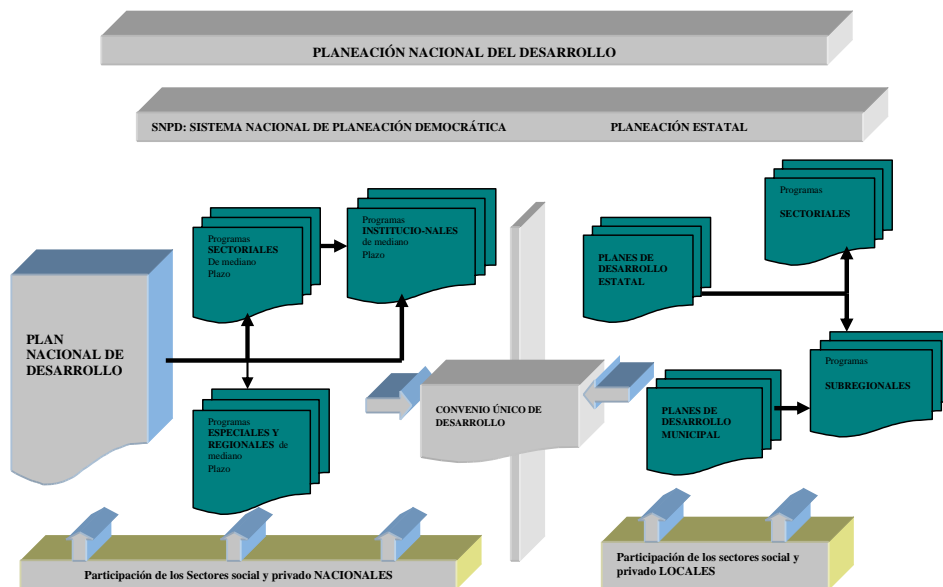 PLANEACIÓN NACIONAL DEL DESARROLLO
SNPD: SISTEMA NACIONAL DE PLANEACIÓN DEMOCRÁTICA
PLANEACIÓN ESTATAL
PLAN
NACIONAL DE
DESARROLLO
Programas
SECTORIALES
De mediano
Plazo
Programas
INSTITUCIO-NALES
de mediano
Plazo
Programas
ESPECIALES Y
REGIONALES de
mediano
Plazo
CONVENIO ÚNICO DE
DESARROLLO
PLANES DE
DESARROLLO
ESTATAL
Programas
SECTORIALES
Programas
SUBREGIONALES
PLANES DE
DESARROLLO
MUNICIPAL
Participación de los Sectores social y privado NACIONALES
Participación de los sectores social y
privado LOCALES